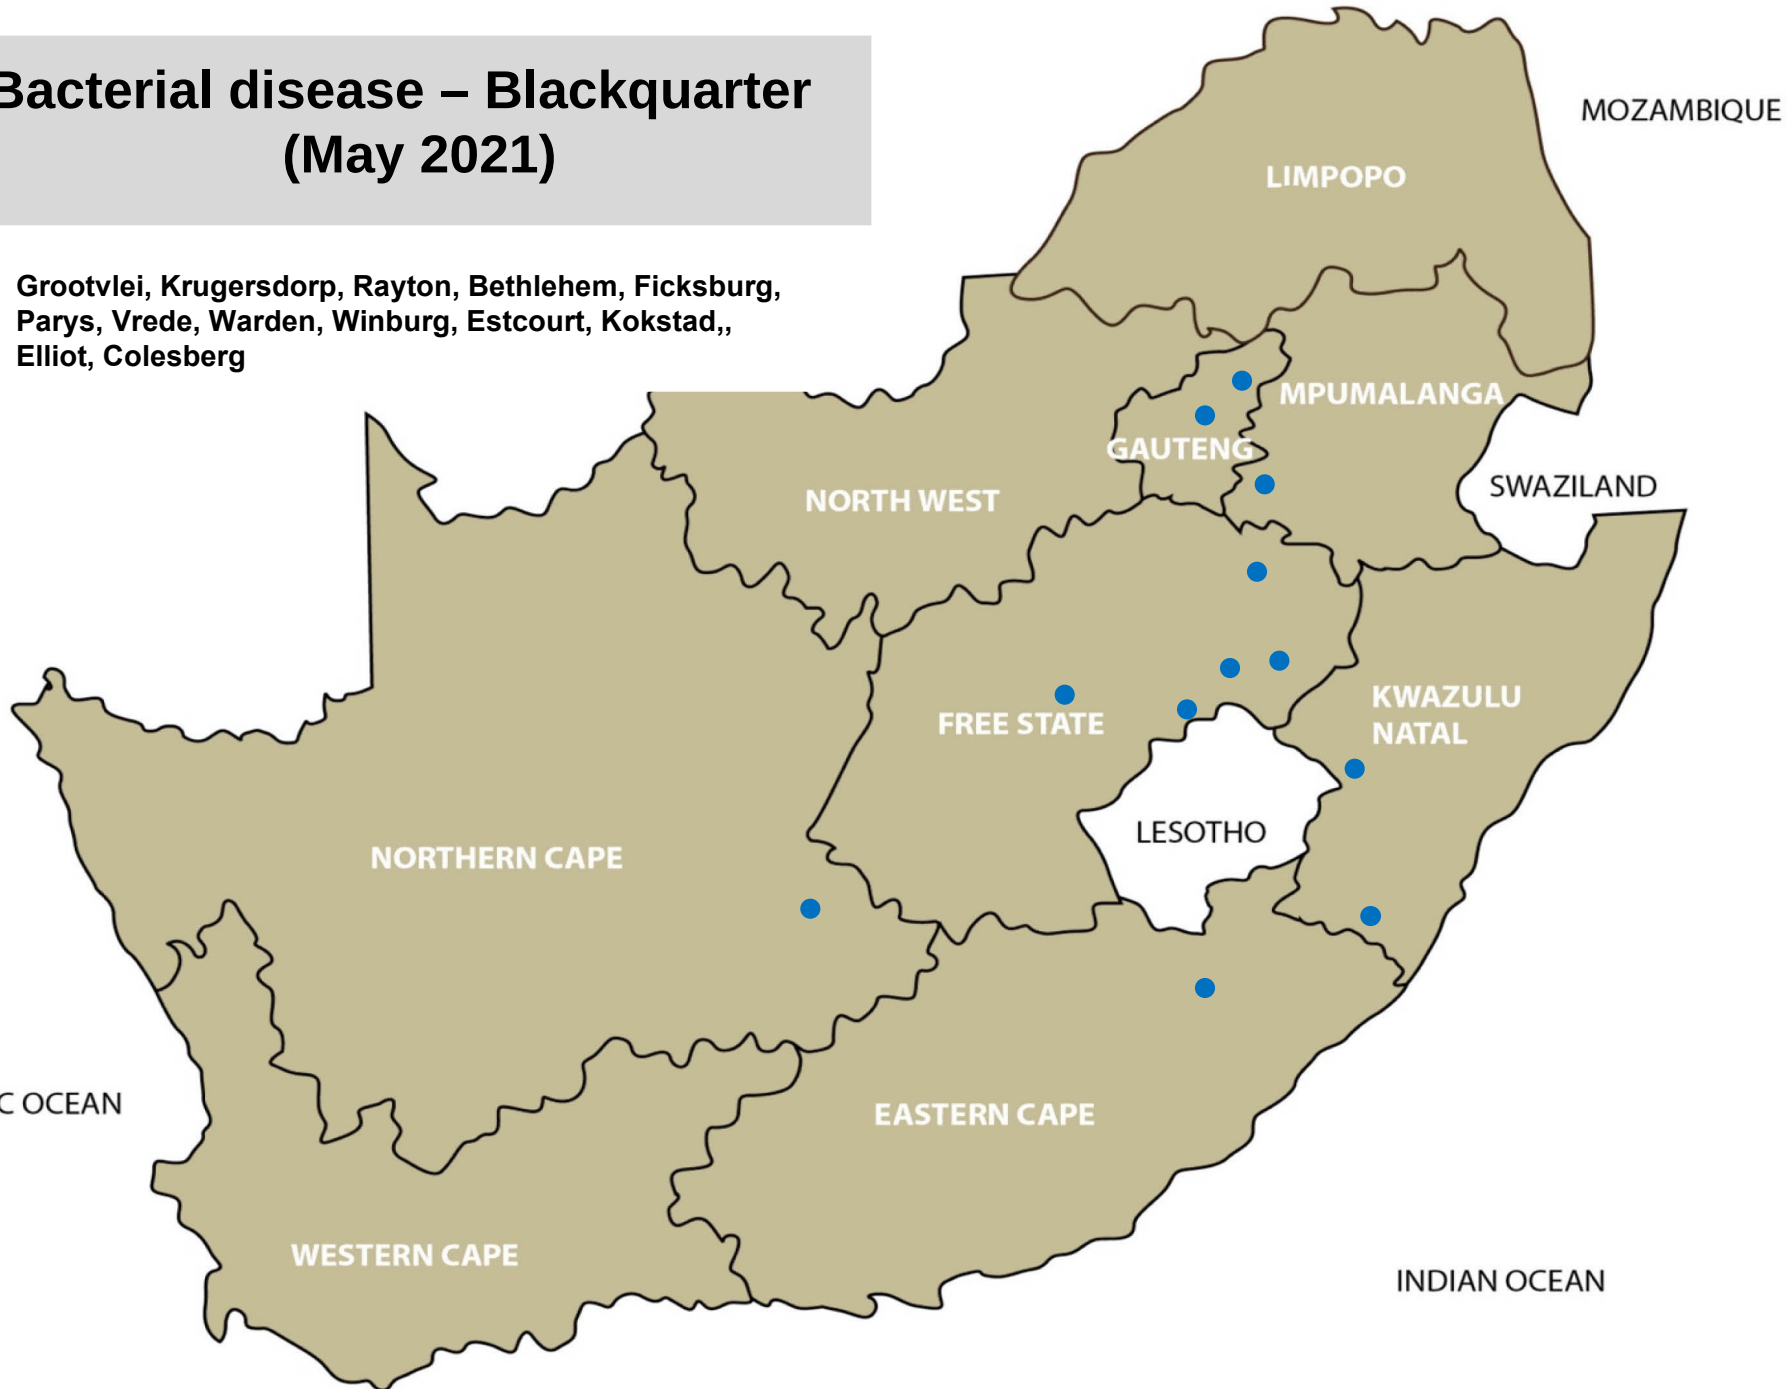 Bacterial disease – Blackquarter
(May 2021)
Grootvlei, Krugersdorp, Rayton, Bethlehem, Ficksburg,
Parys, Vrede, Warden, Winburg, Estcourt, Kokstad,,
Elliot, Colesberg
MOZAMBIQUE
LIMPOPO
MPUMALANGA
GAUTENG
SWAZILAND
NORTH WEST
KWAZULU
NATAL
FREE STATE
LESOTHO
NORTHERN CAPE
C OCEAN
EASTERN CAPE
WESTERN CAPE
INDIAN OCEAN